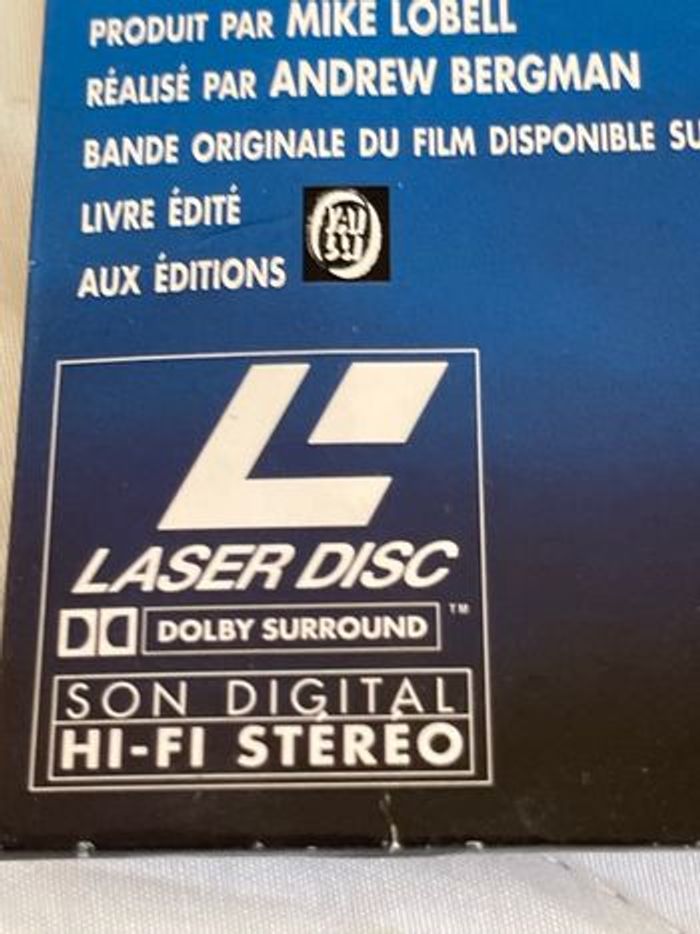 PRODUIT PAR MIKE LOBELL
RÉALISÉ PAR ANDREW BERGMAN
BANDE ORIGINALE DU FILM DISPONIBLE SU
LIVRE ÉDITÉ
AUX ÉDITIONS
J'AI
LU
LASER DISC
DOLBY SURROUND ™
SON DIGITAL
HI-FI STÉRÉO